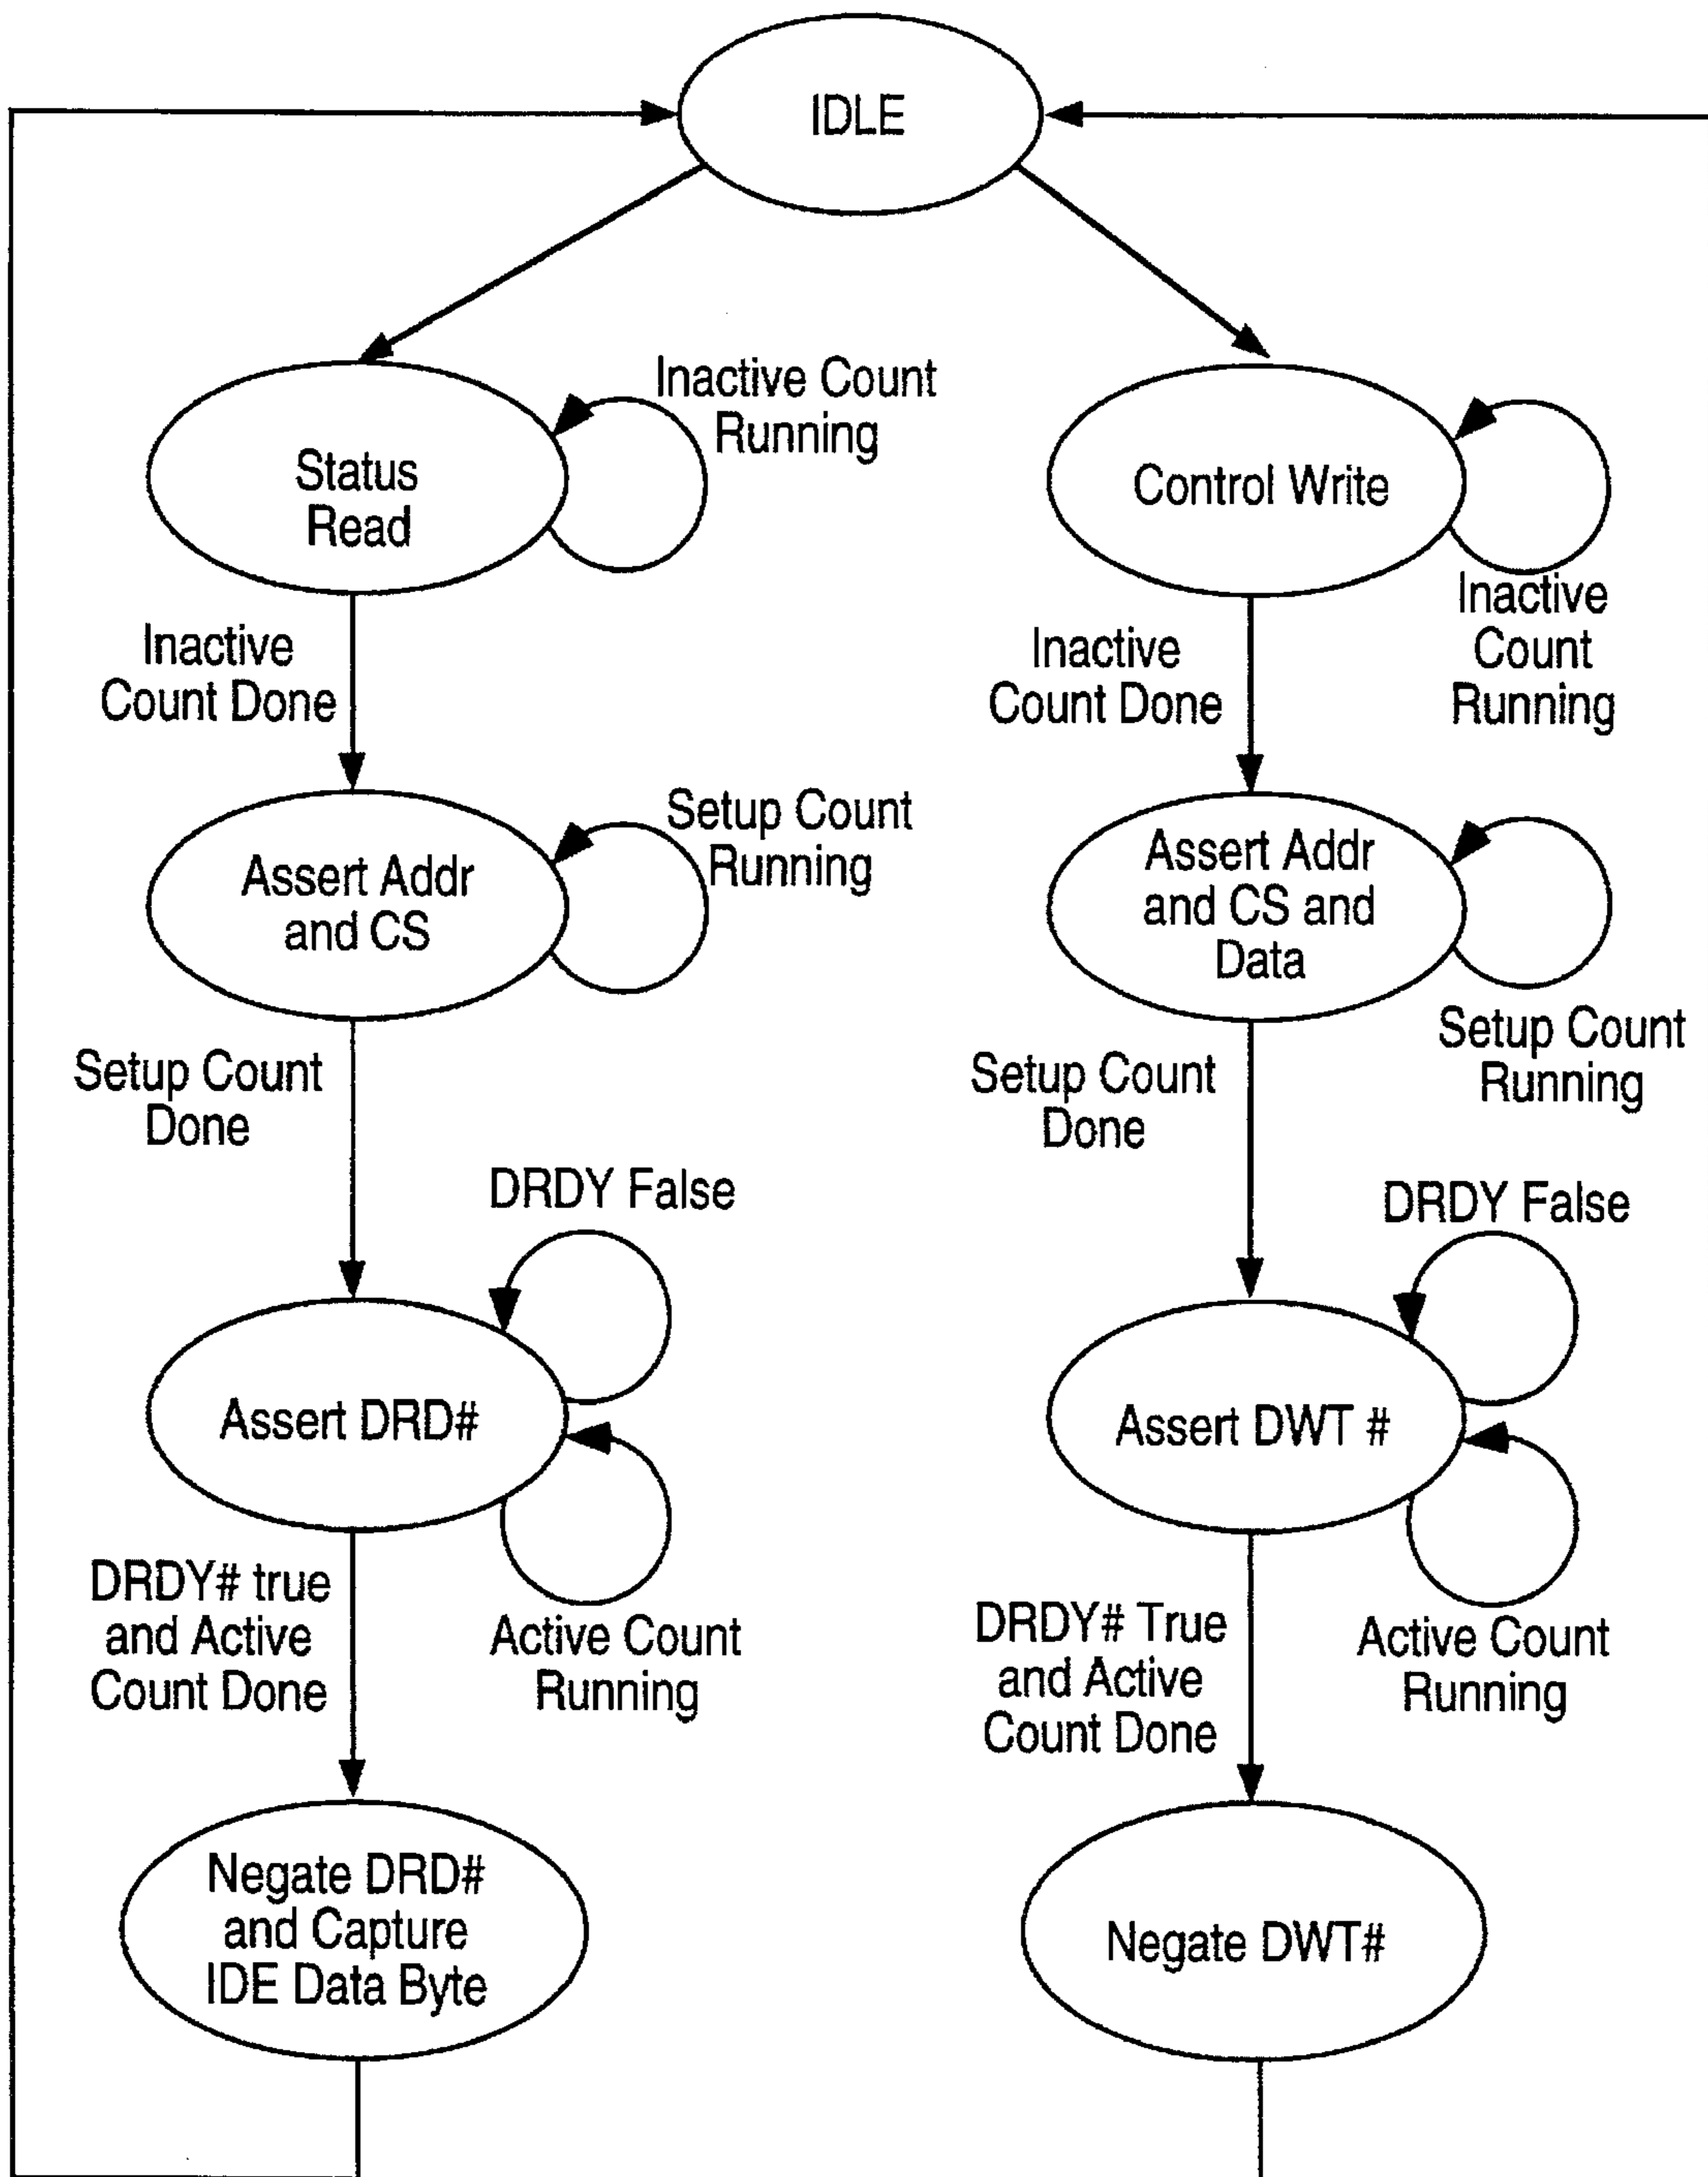 IDLE
Inactive Count
Running
Status
Read
Control Write
Inactive
Count
Running
Inactive
Count Done
Inactive
Count Done
Setup Count
Running
Assert Addr
and CS
Assert Addr
and CS and
Data
Setup Count
Running
Setup Count
Done
Setup Count
Done
DRDY False
DRDY False
Assert DRD#
Assert DWT #
DRDY# true
and Active
Count Done
Active Count
Running
DRDY# True
and Active
Count Done
Active Count
Running
Negate DRD#
and Capture
IDE Data Byte
Negate DWT#